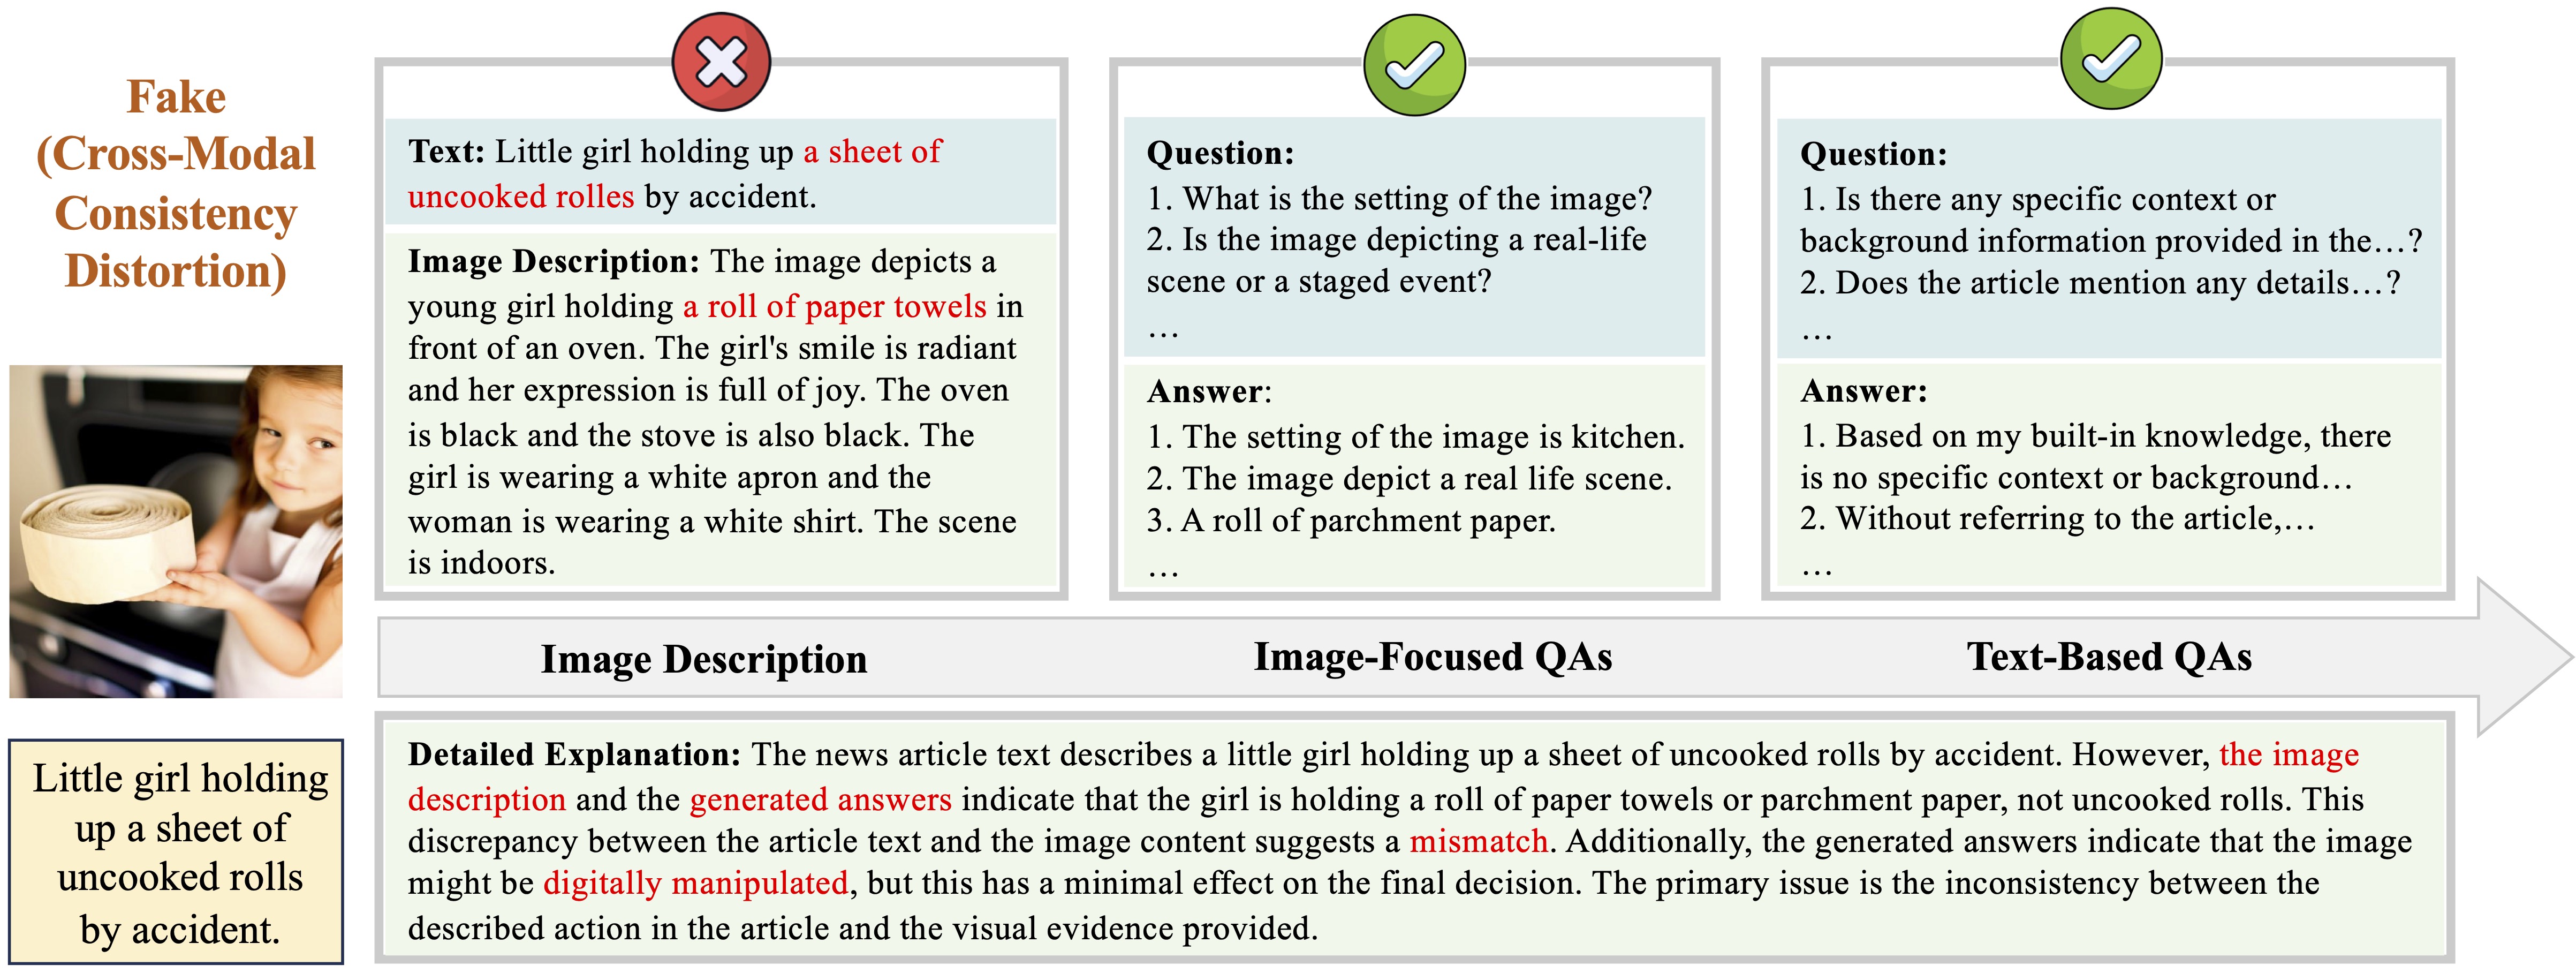 Fake
(Cross-Modal
Consistency
Distortion)
Little girl holding
up a sheet of
uncooked rolls
by accident.
Text: Little girl holding up a sheet of
uncooked rolles by accident.
Image Description: The image depicts a
young girl holding a roll of paper towels in
front of an oven. The girl's smile is radiant
and her expression is full of joy. The oven
is black and the stove is also black. The
girl is wearing a white apron and the
woman is wearing a white shirt. The scene
is indoors.
Question:
1. What is the setting of the image?
2. Is the image depicting a real-life
scene or a staged event?
…
Answer:
1. The setting of the image is kitchen.
2. The image depict a real life scene.
3. A roll of parchment paper.
…
Question:
1. Is there any specific context or
background information provided in the…?
2. Does the article mention any details…?
…
Answer:
1. Based on my built-in knowledge, there
is no specific context or background…
2. Without referring to the article,…
…
Image Description
Image-Focused QAs
Text-Based QAs
Detailed Explanation: The news article text describes a little girl holding up a sheet of uncooked rolls by accident. However, the image
description and the generated answers indicate that the girl is holding a roll of paper towels or parchment paper, not uncooked rolls. This
discrepancy between the article text and the image content suggests a mismatch. Additionally, the generated answers indicate that the image
might be digitally manipulated, but this has a minimal effect on the final decision. The primary issue is the inconsistency between the
described action in the article and the visual evidence provided.